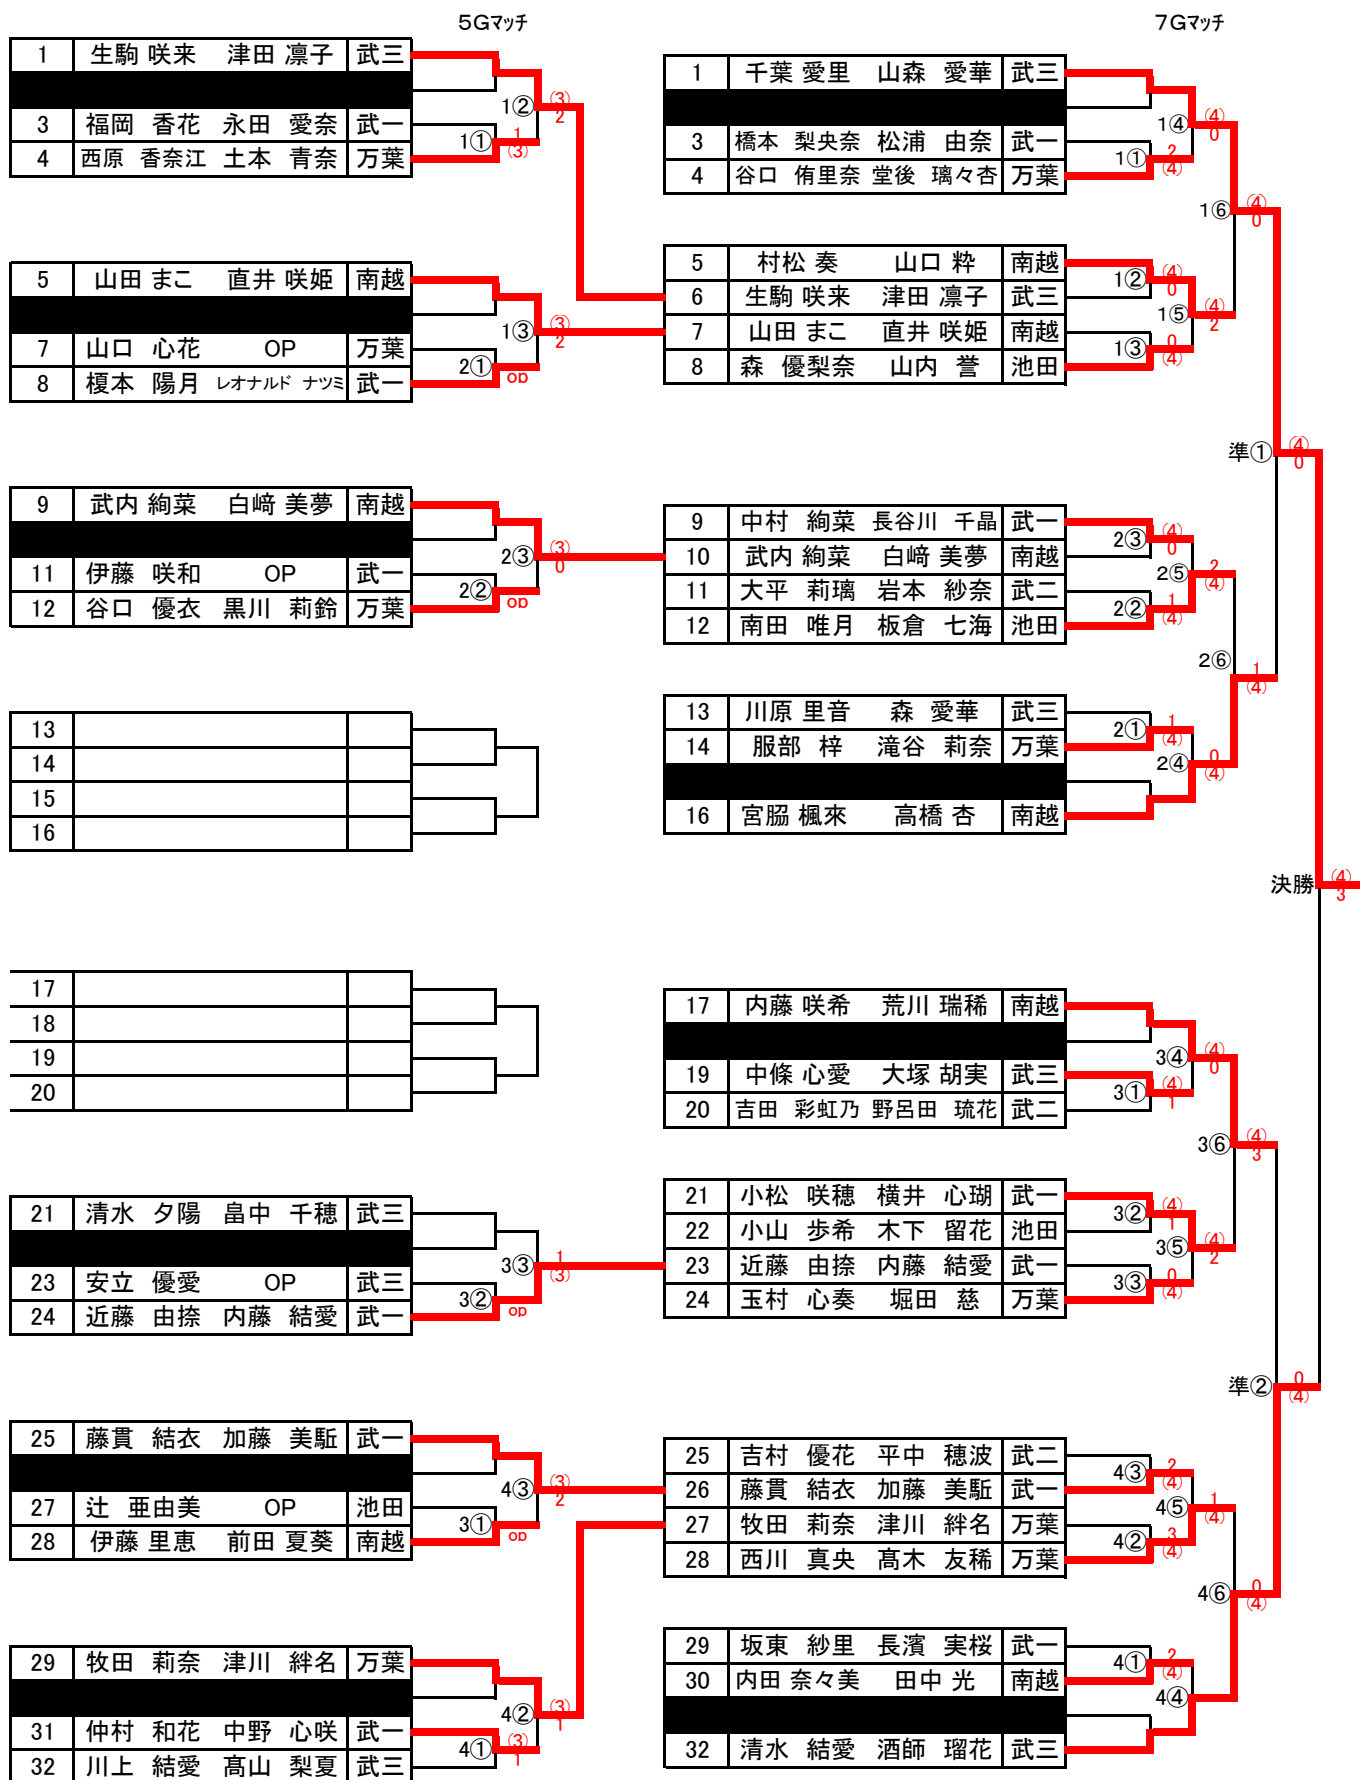 5Gマッチ
1 生駒 咲来 津田 凛子 武三
3 福岡 香花 永田 愛奈 武一
4 西原 香奈江 土本 青奈 万葉
1② (3) 2
1① 1 (3)
5 山田 まこ 直井 咲姫 南越
7 山口 心花 OP 万葉
8 榎本 陽月 レオナルド ナツミ 武一
1③ (3) 2
2① op
9 武内 絢菜 白﨑 美夢 南越
11 伊藤 咲和 OP 武一
12 谷口 優衣 黒川 莉鈴 万葉
2③ (3) 0
2② op
13
14
15
16
17
18
19
20
21 清水 夕陽 畠中 千穂 武三
23 安立 優愛 OP 武三
24 近藤 由捺 内藤 結愛 武一
3③ 1 (3)
3② op
25 藤貫 結衣 加藤 美駈 武一
27 辻 亜由美 OP 池田
28 伊藤 里恵 前田 夏葵 南越
4③ (3) 2
3① op
29 牧田 莉奈 津川 絆名 万葉
31 仲村 和花 中野 心咲 武一
32 川上 結愛 髙山 梨夏 武三
4② (3) 1
4① (3) 1
7Gマッチ
1 千葉 愛里 山森 愛華 武三
3 橋本 梨央奈 松浦 由奈 武一
4 谷口 侑里奈 堂後 璃々杏 万葉
1④ (4) 0
1① 2 (4)
1⑥ (4) 0
5 村松 奏 山口 粋 南越
6 生駒 咲来 津田 凛子 武三
7 山田 まこ 直井 咲姫 南越
8 森 優梨奈 山内 誉 池田
1② (4) 0
1⑤ (4) 2
1③ 0 (4)
準① (4) 0
9 中村 絢菜 長谷川 千晶 武一
10 武内 絢菜 白﨑 美夢 南越
11 大平 莉璃 岩本 紗奈 武二
12 南田 唯月 板倉 七海 池田
2③ (4) 0
2⑤ 2 (4)
2② 1 (4)
2⑥ 1 (4)
13 川原 里音 森 愛華 武三
14 服部 梓 滝谷 莉奈 万葉
16 宮脇 楓來 高橋 杏 南越
2① 1 (4)
2④ 0 (4)
決勝 (4) 3
17 内藤 咲希 荒川 瑞稀 南越
19 中條 心愛 大塚 胡実 武三
20 吉田 彩虹乃 野呂田 琉花 武二
3④ (4) 0
3① (4) 1
3⑥ (4) 3
21 小松 咲穂 横井 心瑚 武一
22 小山 歩希 木下 留花 池田
23 近藤 由捺 内藤 結愛 武一
24 玉村 心奏 堀田 慈 万葉
3② (4) 1
3⑤ (4) 2
3③ 0 (4)
準② 0 (4)
25 吉村 優花 平中 穂波 武二
26 藤貫 結衣 加藤 美駈 武一
27 牧田 莉奈 津川 絆名 万葉
28 西川 真央 髙木 友稀 万葉
4③ 2 (4)
4⑤ 1 (4)
4② 3 (4)
4⑥ 0 (4)
29 坂東 紗里 長濱 実桜 武一
30 内田 奈々美 田中 光 南越
32 清水 結愛 酒師 瑠花 武三
4① 2 (4)
4④